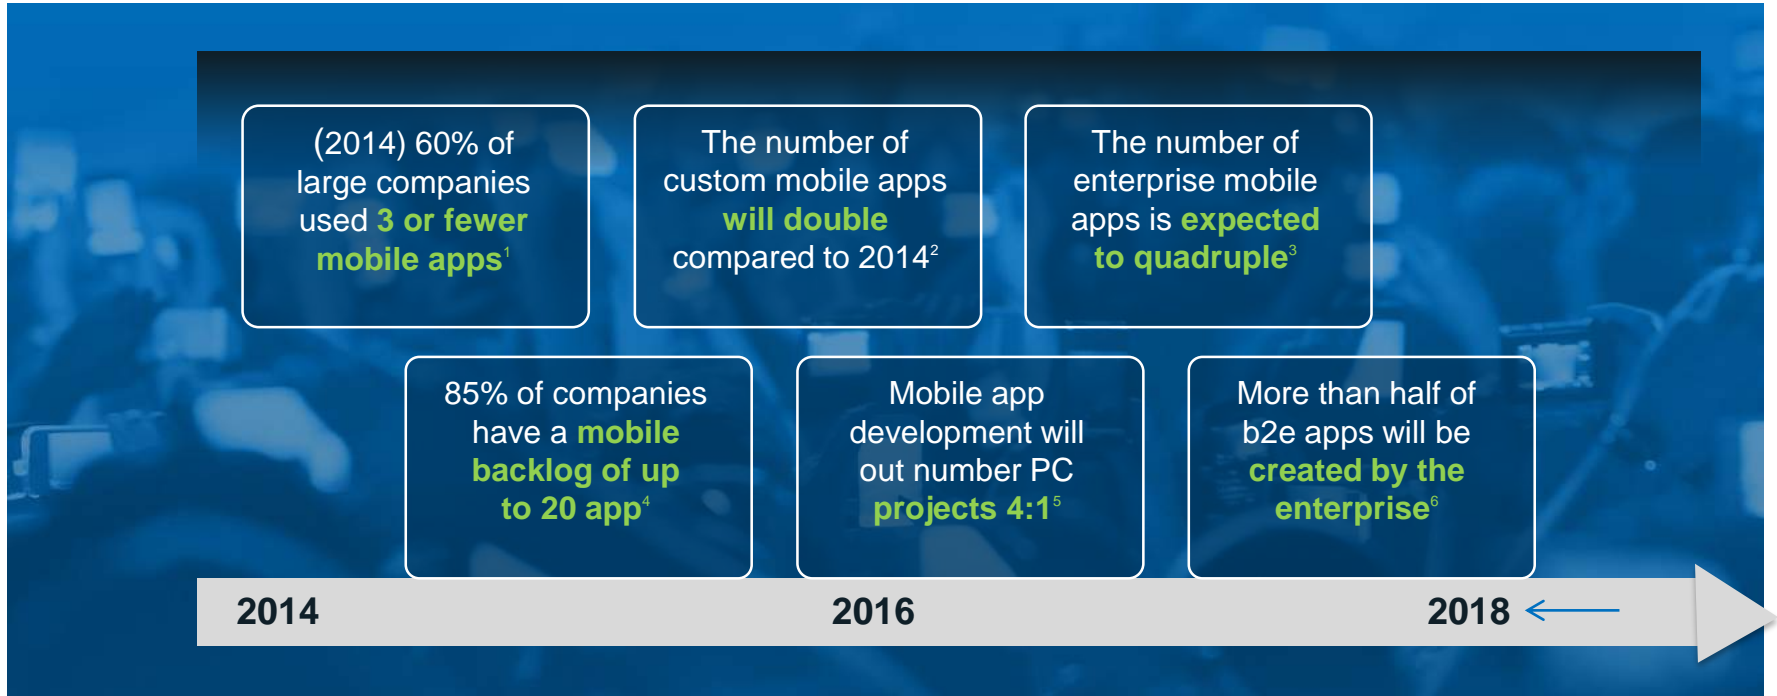 (2014) 60% of
large companies
used 3 or fewer
mobile apps1
The number of
custom mobile apps
will double
compared to 20142
The number of
enterprise mobile
apps is expected
to quadruple3
85% of companies
have a mobile
backlog of up
to 20 app4
Mobile app
development will
out number PC
projects 4:15
More than half of
b2e apps will be
created by the
enterprise6
2014
2016
2018